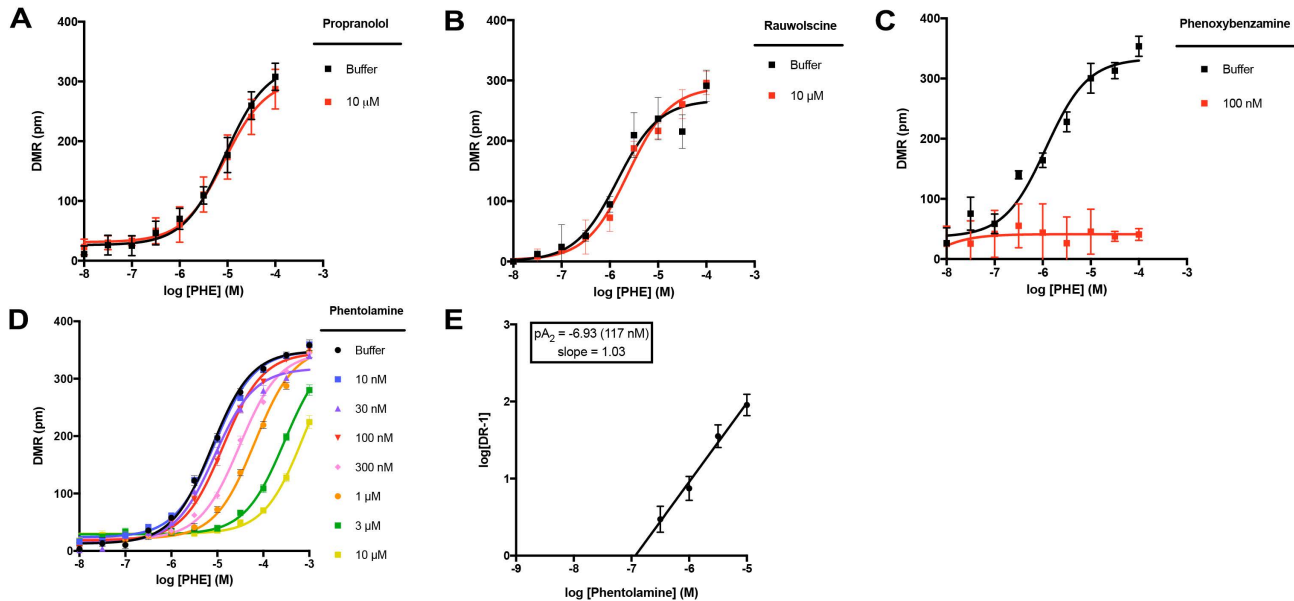 A
Propranolol
Buffer
10 µM
400
300
200
100
0
DMR (pm)
-8
-7
-6
-5
-4
-3
log [PHE] (M)
B
Rauwolscine
Buffer
10 µM
400
300
200
100
0
DMR (pm)
-8
-7
-6
-5
-4
-3
log [PHE] (M)
C
Phenoxybenzamine
Buffer
100 nM
400
300
200
100
0
DMR (pm)
-8
-7
-6
-5
-4
-3
log [PHE] (M)
D
Phentolamine
Buffer
10 nM
30 nM
100 nM
300 nM
1 µM
3 µM
10 µM
400
300
200
100
0
DMR (pm)
-8
-7
-6
-5
-4
-3
log [PHE] (M)
E
pA2 = -6.93 (117 nM)
slope = 1.03
3
2
1
0
log[DR-1]
-9
-8
-7
-6
-5
log [Phentolamine] (M)